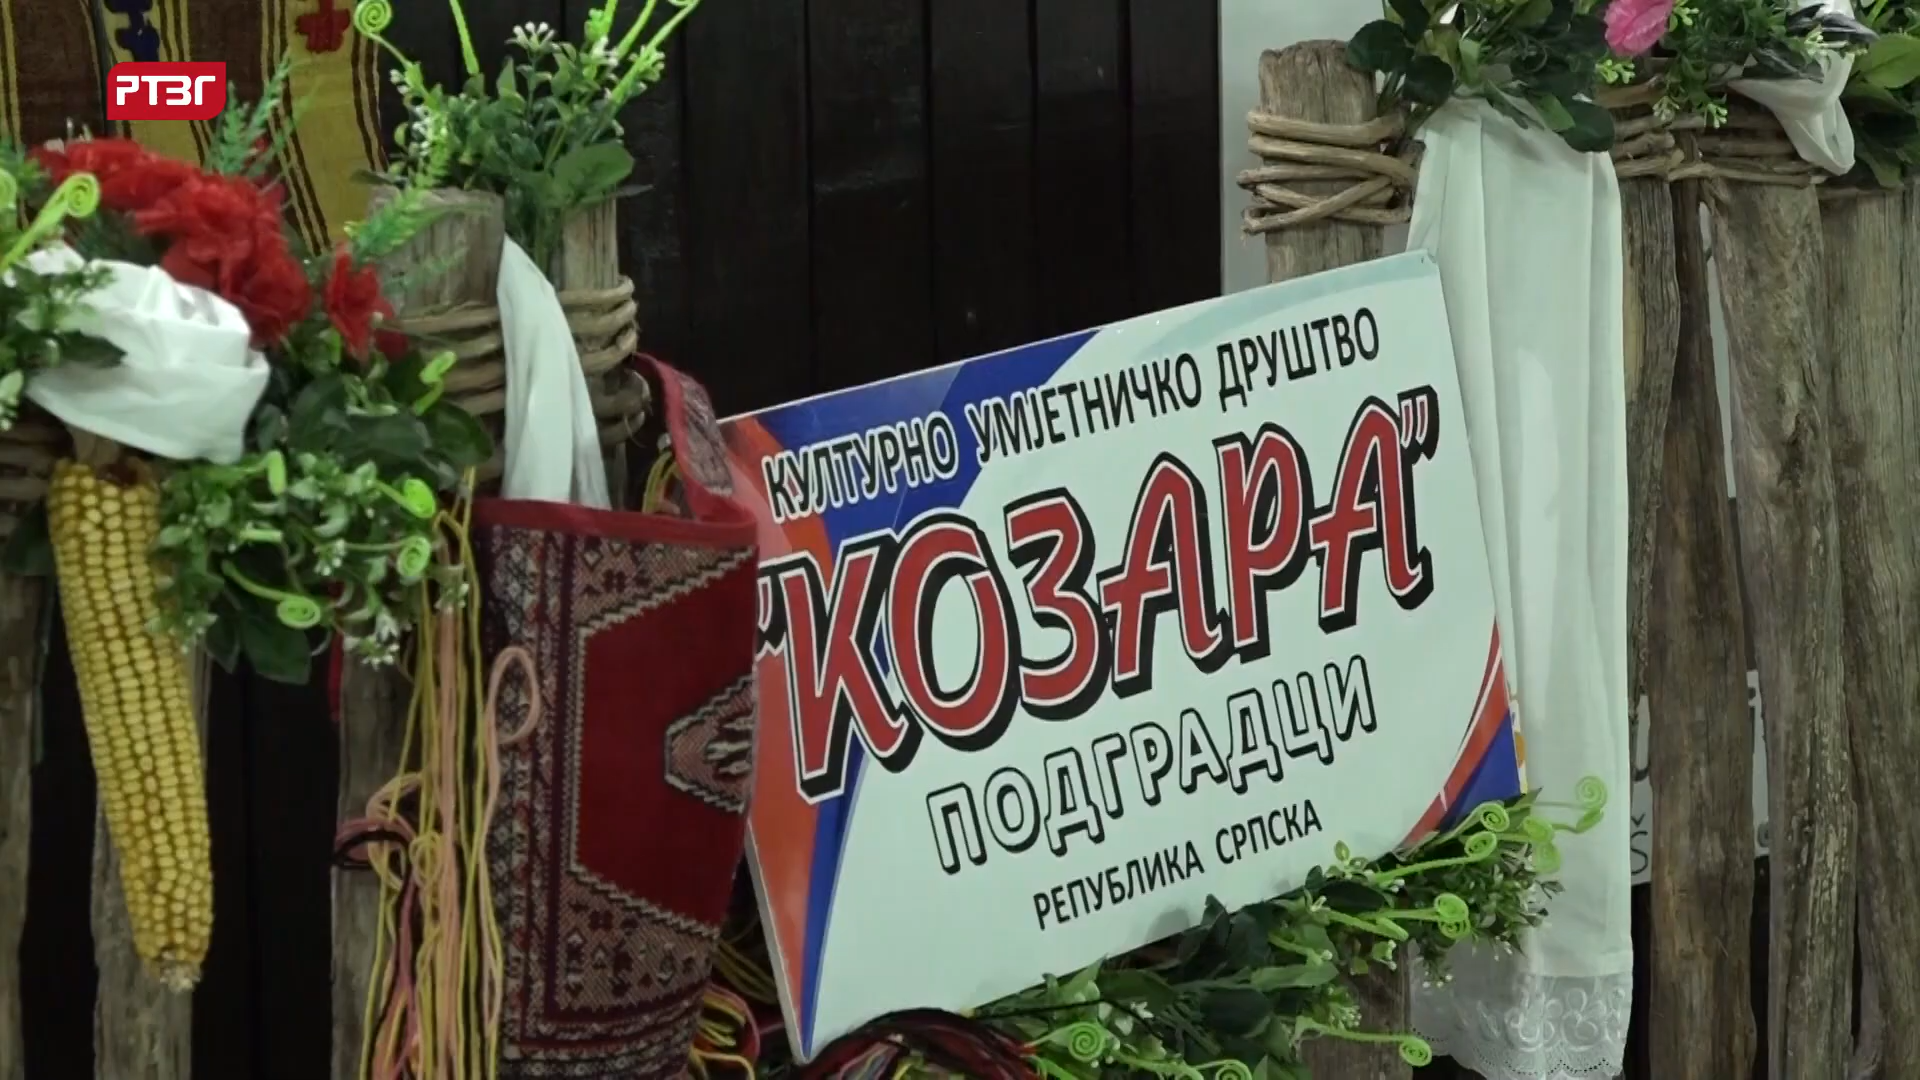 РТВГ
КУЛТУРНО УМЈЕТНИЧКО ДРУШТВО
"КОЗАРА"
ПОДГРАДЦИ
РЕПУБЛИКА СРПСКА